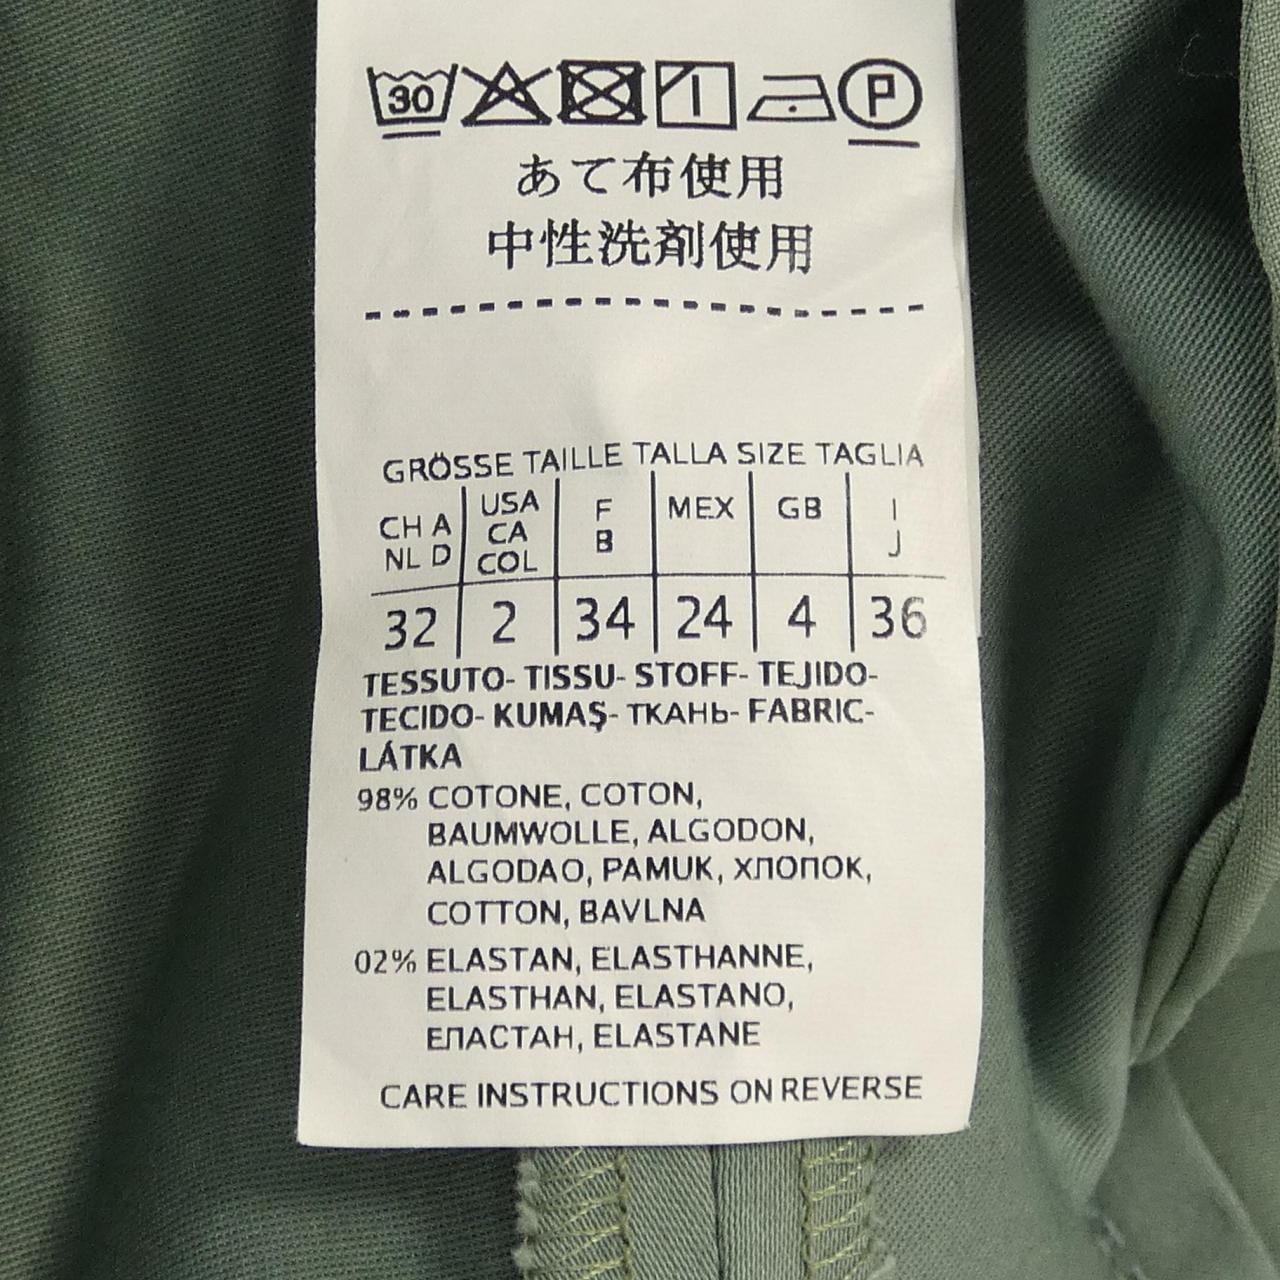 30 P
あて布使用
中性洗剤使用
GRÖSSE TAILLE TALLA SIZE TAGLIA
CH A NL D USA CA COL F B MEX GB I J
32 2 34 24 4 36
TESSUTO- TISSU- STOFF- TEJIDO-
TECIDO- KUMAŞ- ТКАНЬ- FABRIC-
LÁTKA
98% COTONE, COTON,
BAUMWOLLE, ALGODON,
ALGODAO, PAMUK, ХЛОПОК,
COTTON, BAVLNA
02% ELASTAN, ELASTHANNE,
ELASTHAN, ELASTANO,
ЕЛАСТАН, ELASTANE
CARE INSTRUCTIONS ON REVERSE